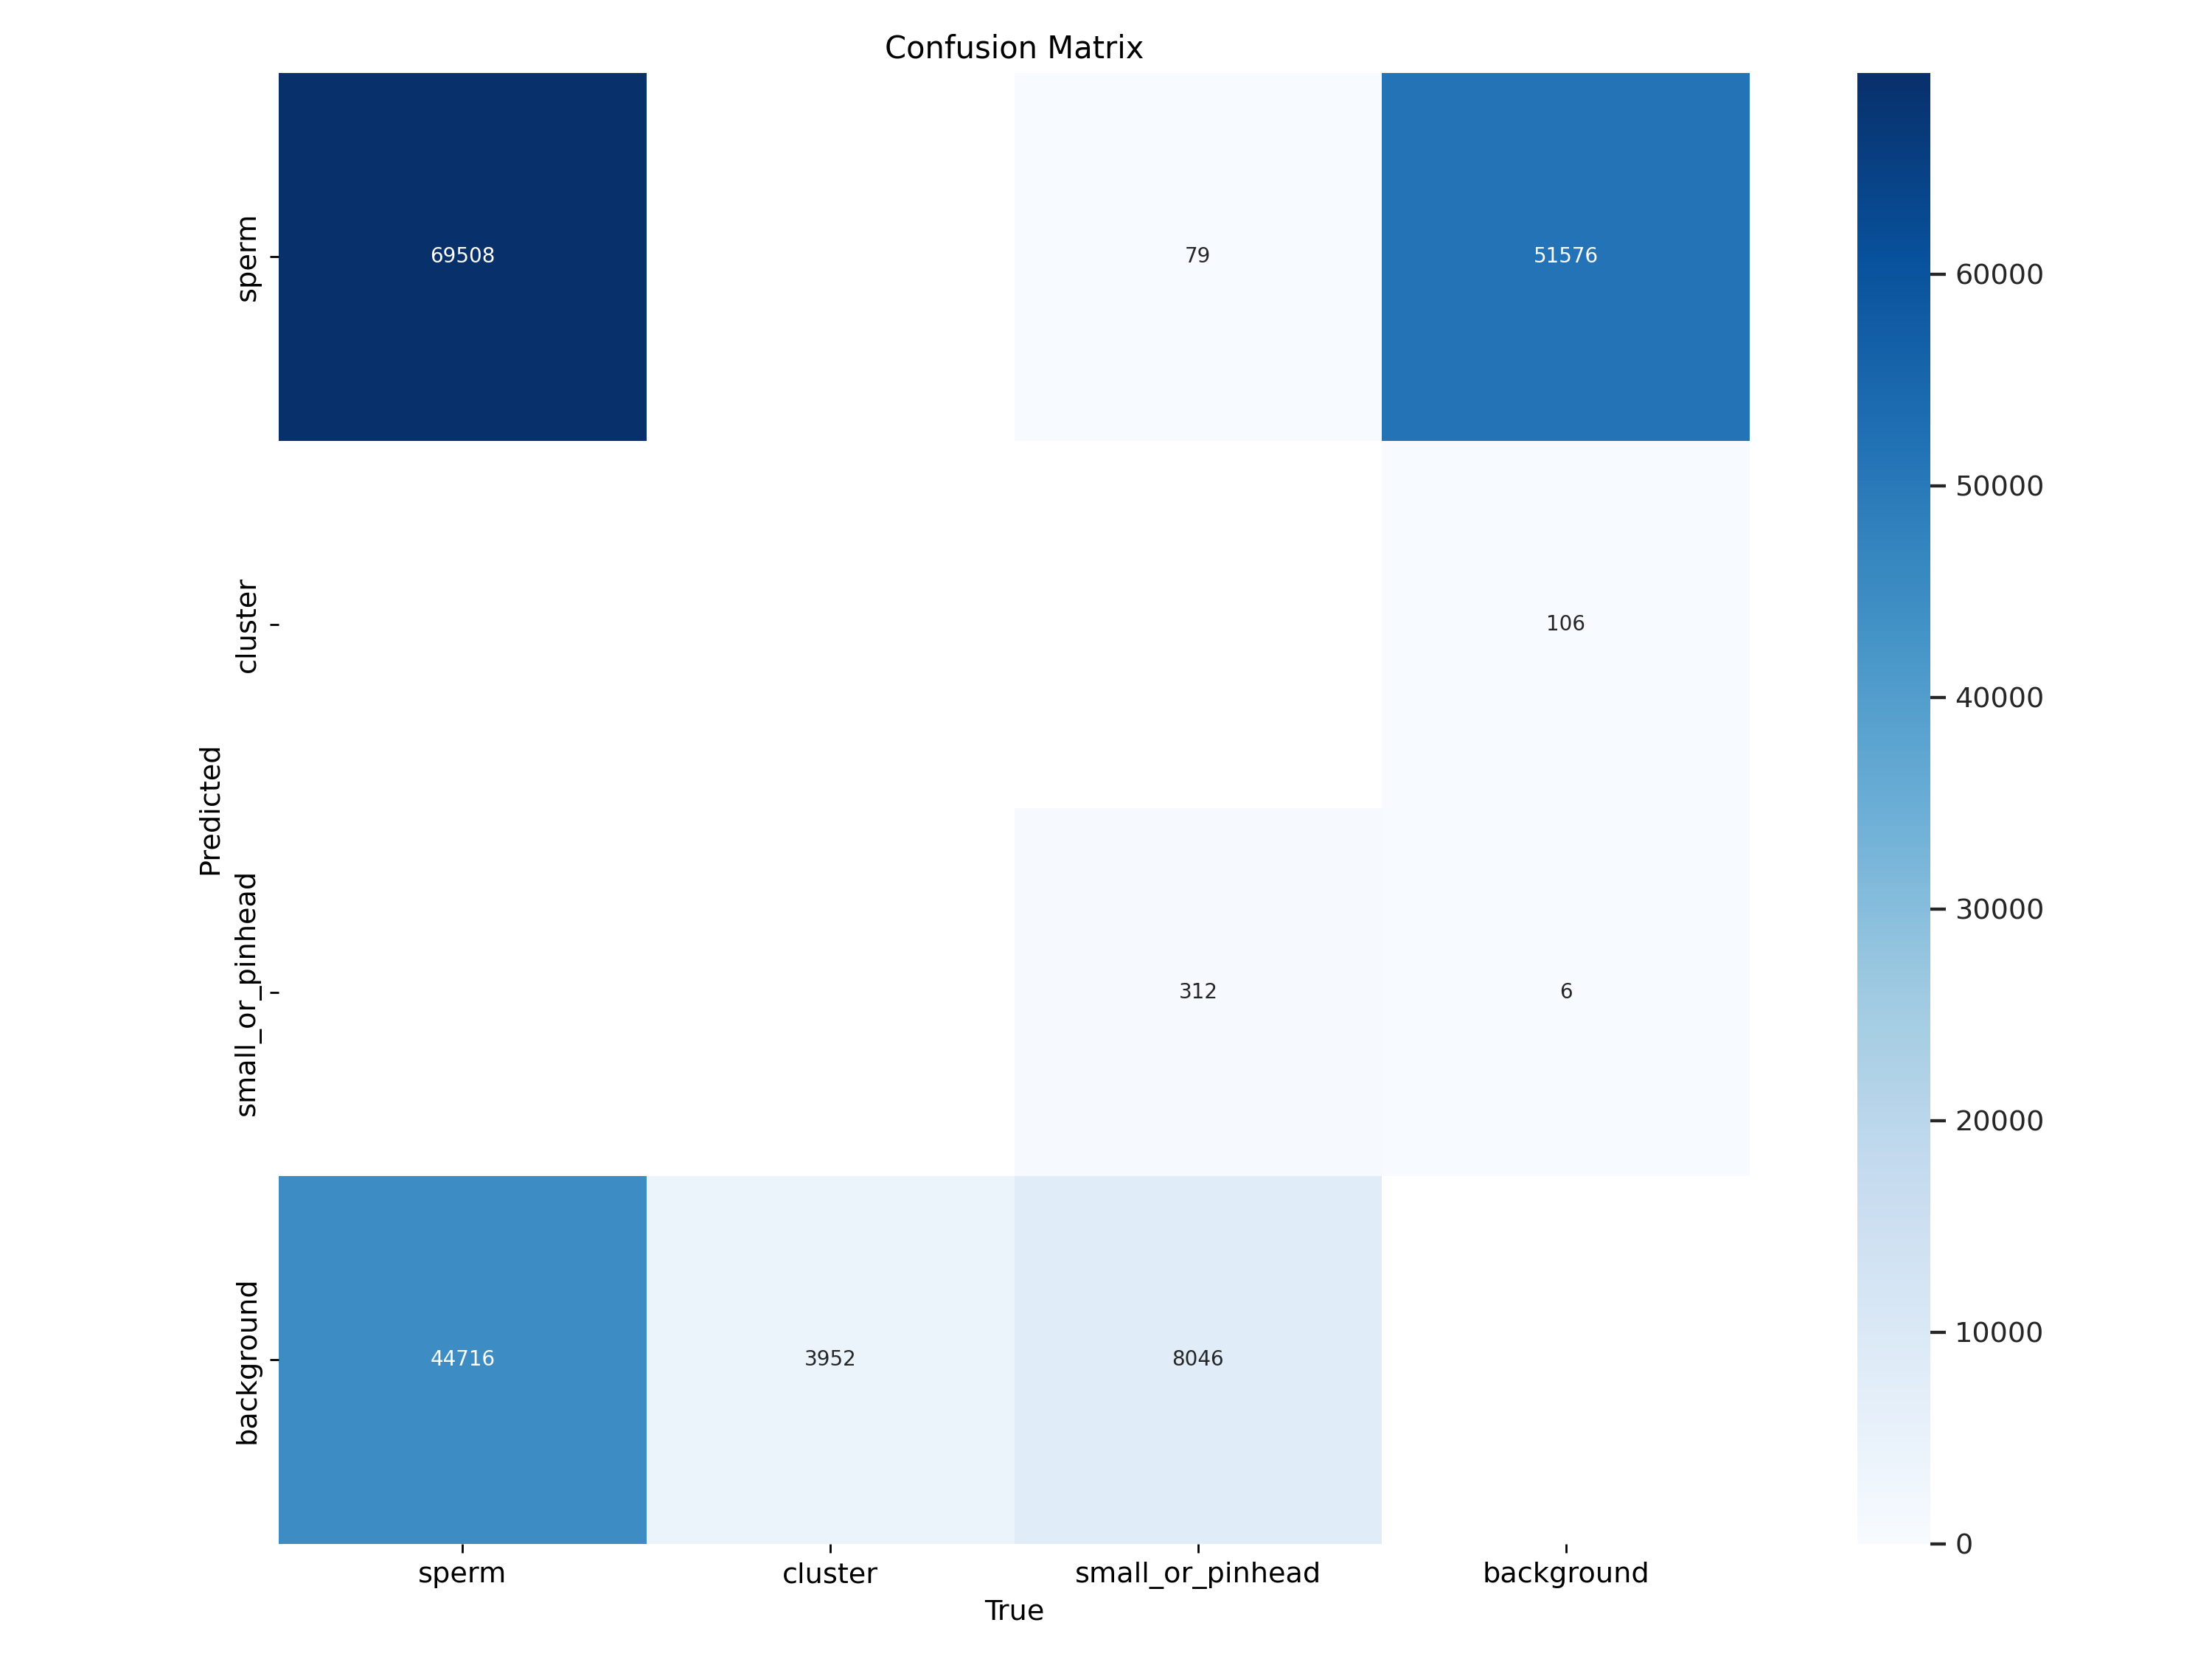 Confusion Matrix
sperm
69508
79
51576
cluster
106
small_or_pinhead
312
6
background
44716
3952
8046
Predicted
sperm
cluster
small_or_pinhead
background
True
60000
50000
40000
30000
20000
10000
0